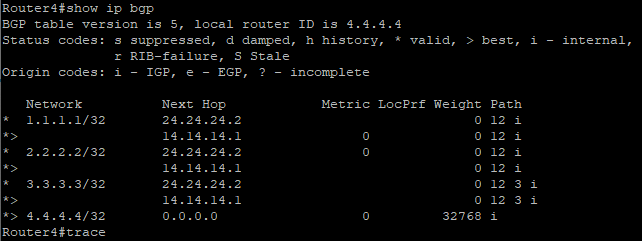 Router4#show ip bgp
BGP table version is 5, local router ID is 4.4.4.4
Status codes: s suppressed, d damped, h history, * valid, > best, i - internal,
              r RIB-failure, S Stale
Origin codes: i - IGP, e - EGP, ? - incomplete

   Network          Next Hop            Metric LocPrf Weight Path
*  1.1.1.1/32       24.24.24.2                             0 12 i
*>                  14.14.14.1               0             0 12 i
*  2.2.2.2/32       24.24.24.2               0             0 12 i
*>                  14.14.14.1                             0 12 i
*  3.3.3.3/32       24.24.24.2                             0 12 3 i
*>                  14.14.14.1                             0 12 3 i
*> 4.4.4.4/32       0.0.0.0                  0         32768 i
Router4#trace